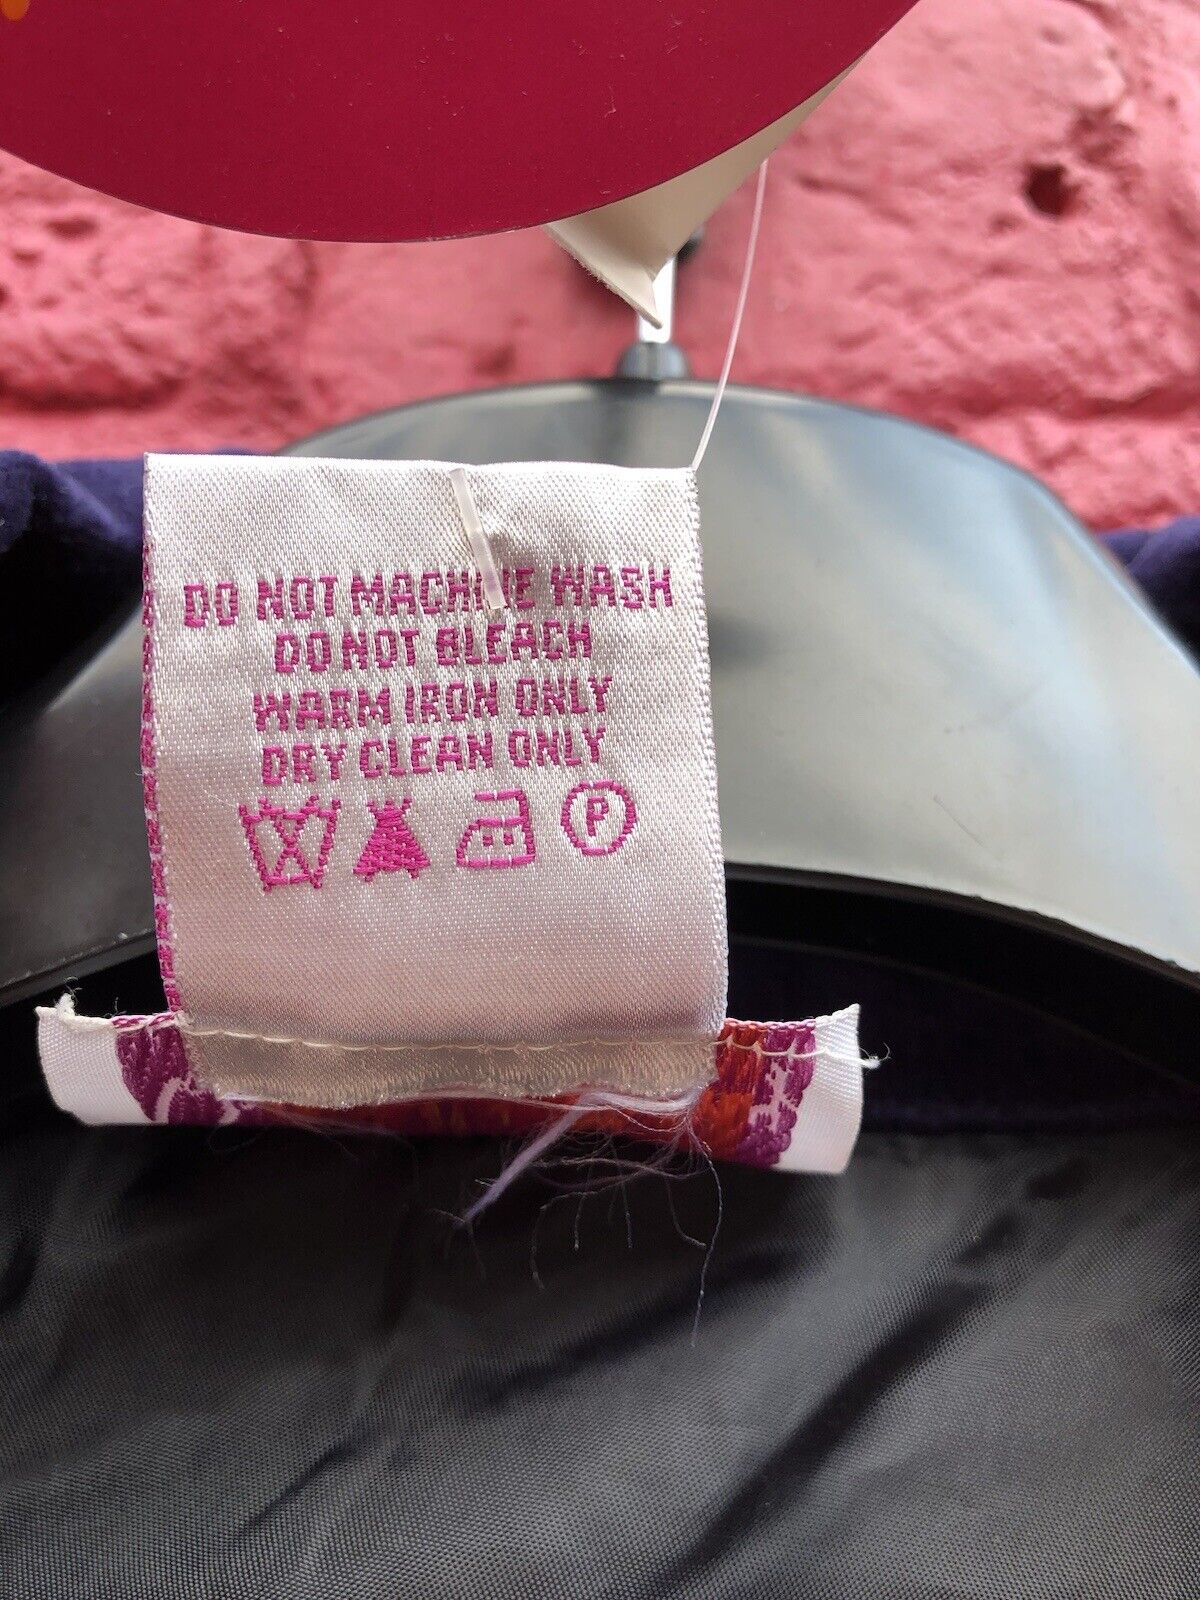 DO NOT MACHINE WASH
DO NOT BLEACH
WARM IRON ONLY
DRY CLEAN ONLY
P